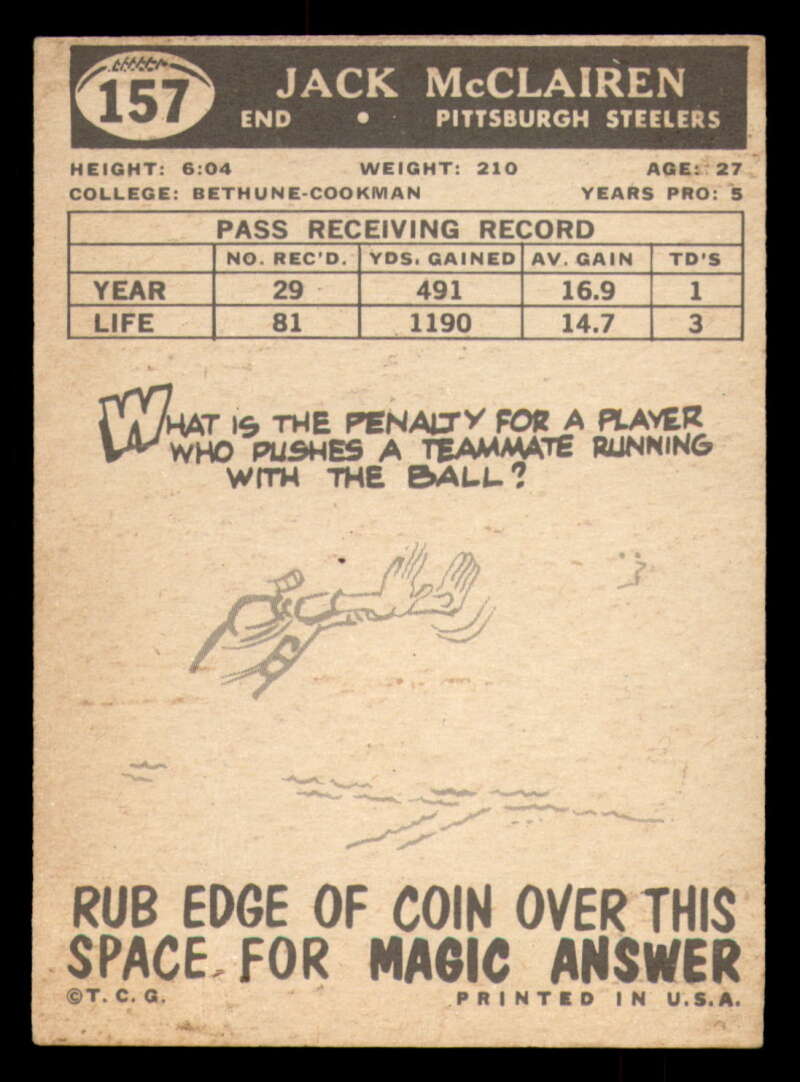 157
JACK McCLAIREN
END • PITTSBURGH STEELERS
HEIGHT: 6:04 WEIGHT: 210 AGE: 27
COLLEGE: BETHUNE-COOKMAN YEARS PRO: 5
PASS RECEIVING RECORD
NO. REC'D. YDS. GAINED AV. GAIN TD'S
YEAR 29 491 16.9 1
LIFE 81 1190 14.7 3
WHAT IS THE PENALTY FOR A PLAYER
WHO PUSHES A TEAMMATE RUNNING
WITH THE BALL?
RUB EDGE OF COIN OVER THIS
SPACE FOR MAGIC ANSWER
©T.C.G. PRINTED IN U.S.A.